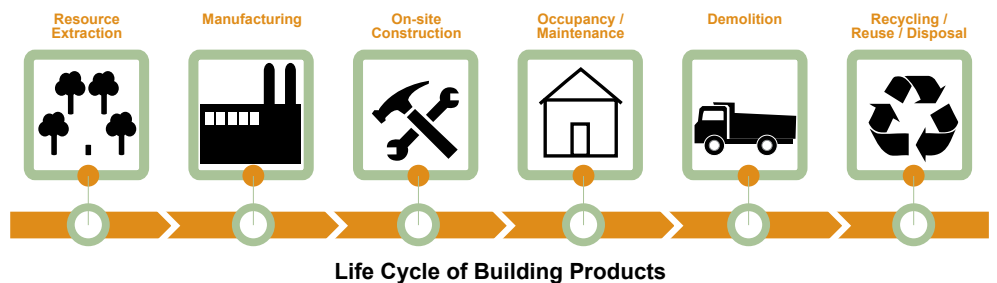 Resource
Extraction
Manufacturing
On-site
Construction
Occupancy /
Maintenance
Demolition
Recycling /
Reuse / Disposal
Life Cycle of Building Products